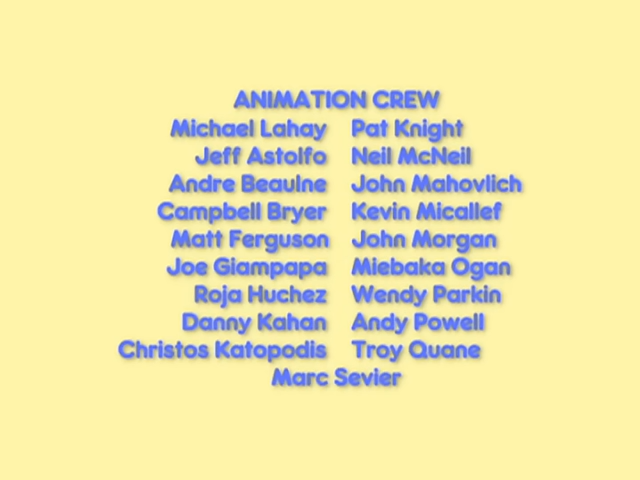 ANIMATION CREW
Michael Lahay Pat Knight
Jeff Astolfo Neil McNeil
Andre Beaulne John Mahovlich
Campbell Bryer Kevin Micallef
Matt Ferguson John Morgan
Joe Giampapa Miebaka Ogan
Roja Huchez Wendy Parkin
Danny Kahan Andy Powell
Christos Katopodis Troy Quane
Marc Sevier